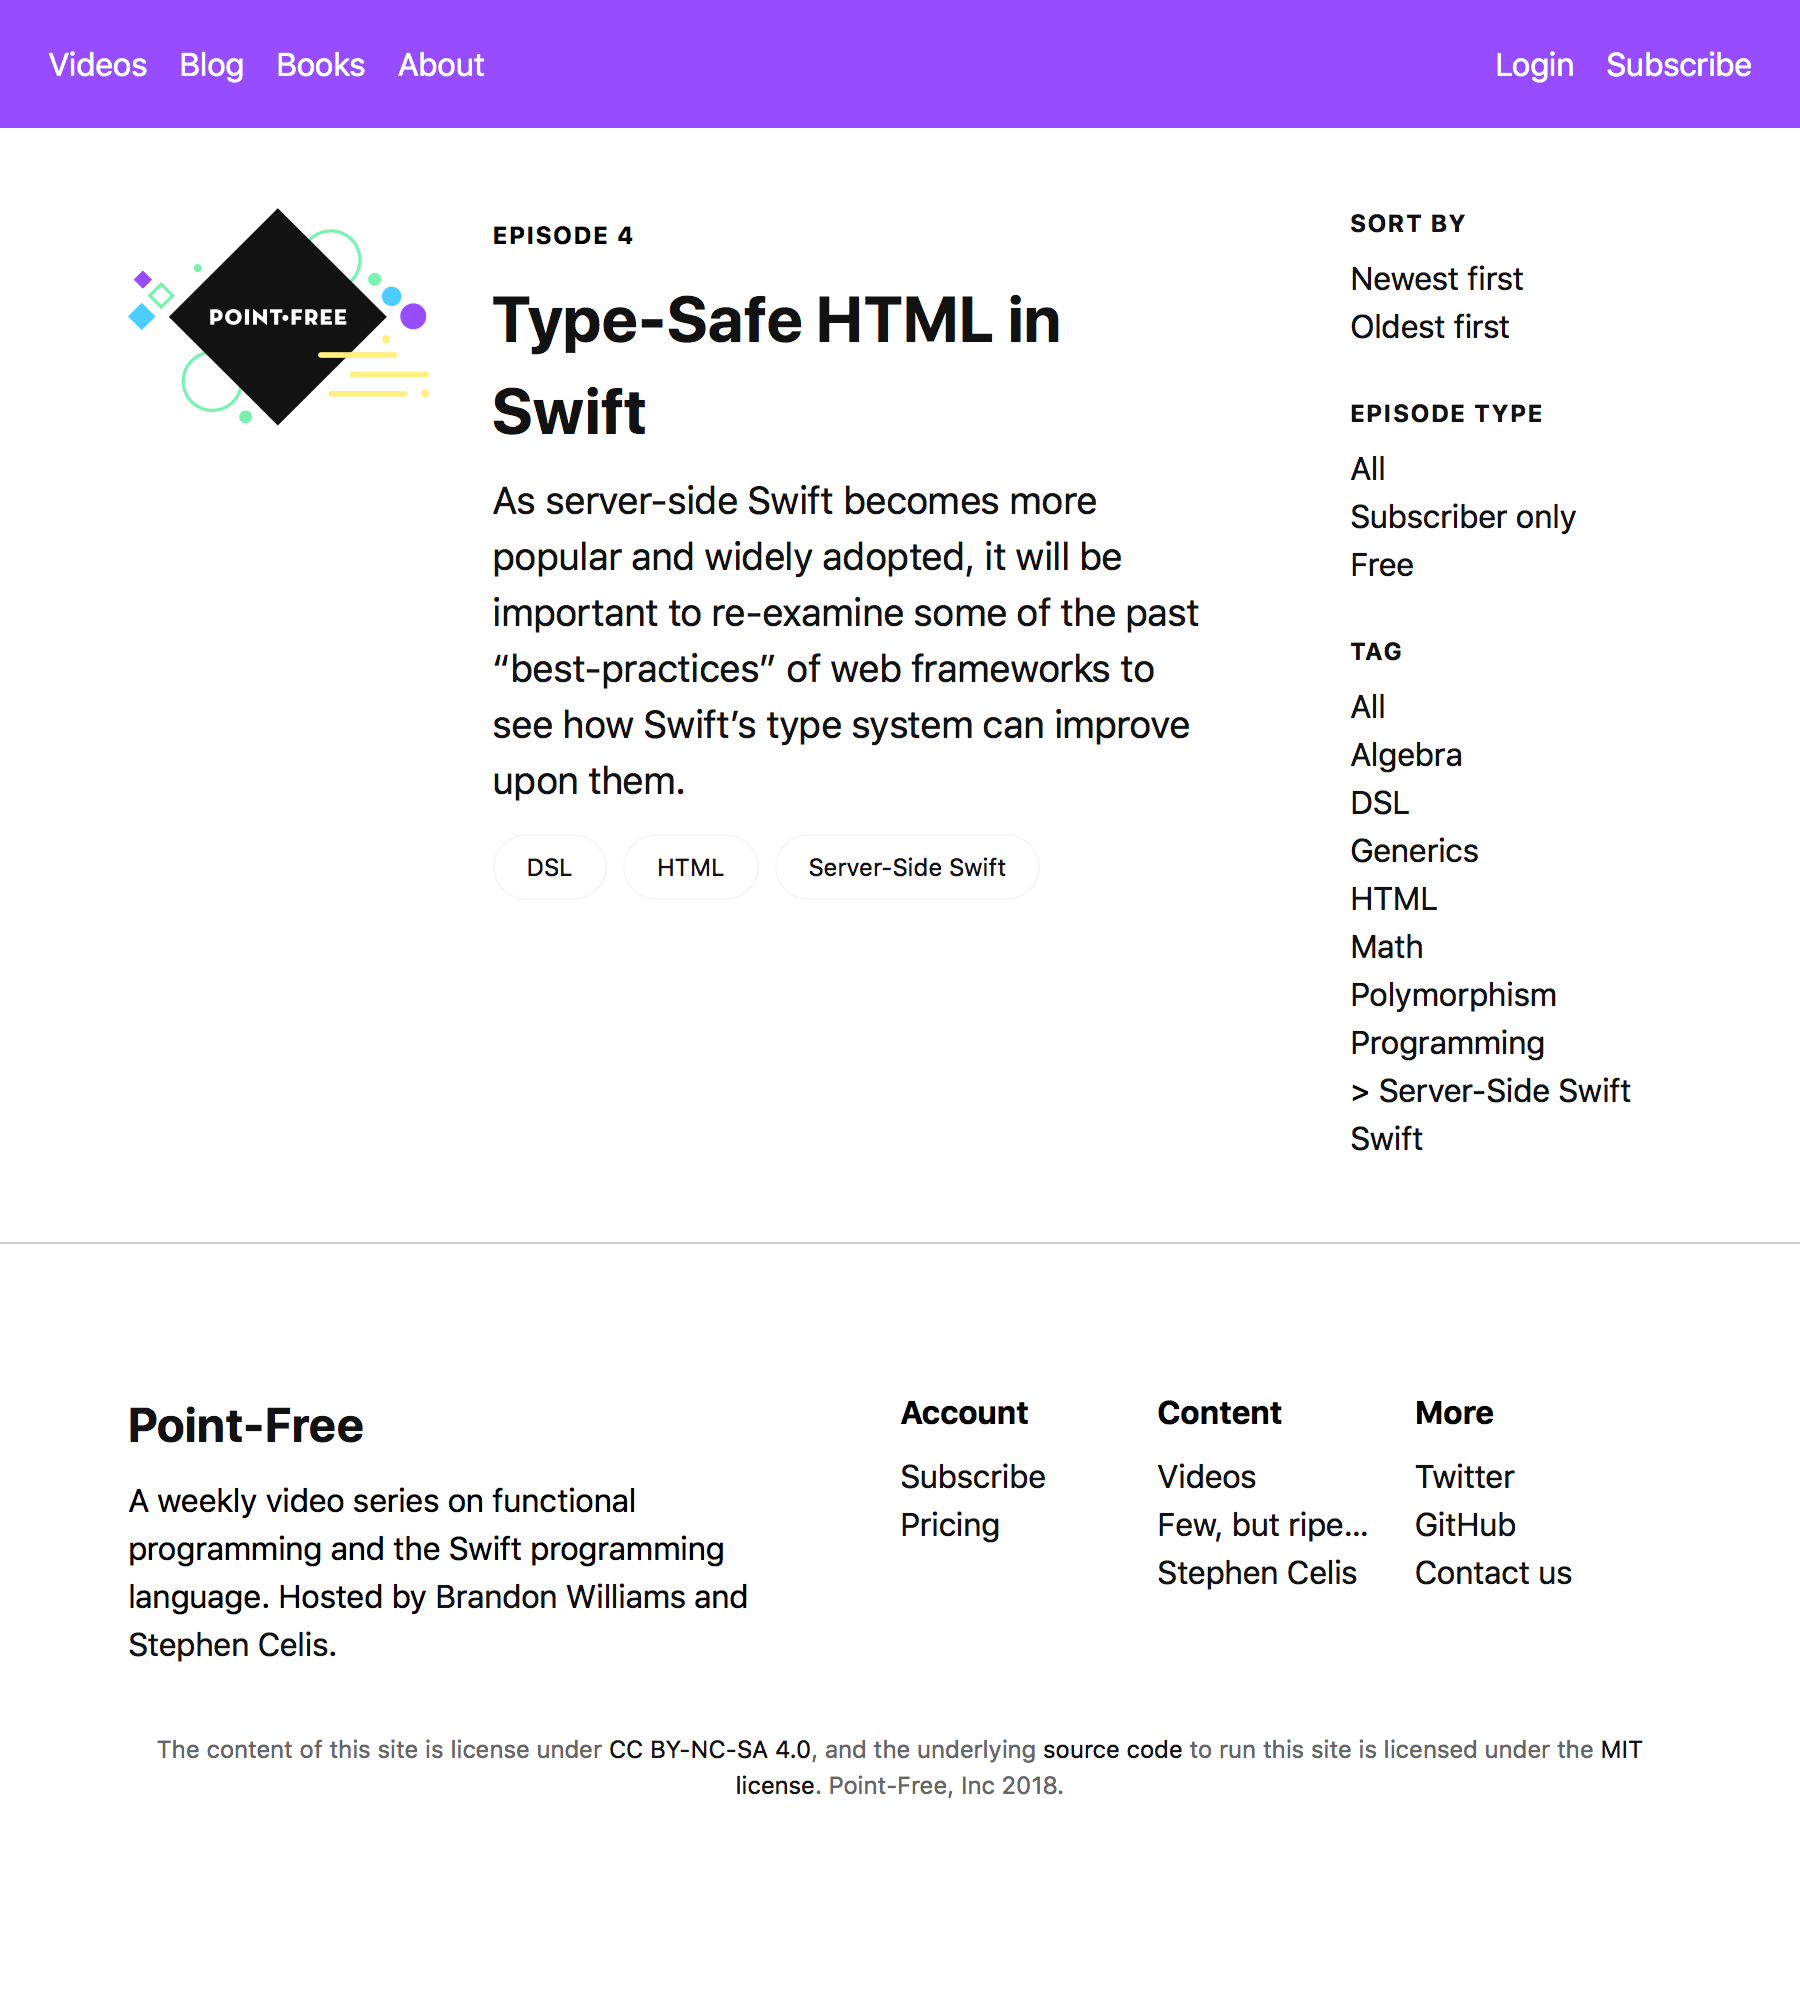 Videos Blog Books About Login Subscribe
POINT•FREE
EPISODE 4
Type-Safe HTML in
Swift
As server-side Swift becomes more
popular and widely adopted, it will be
important to re-examine some of the past
“best-practices” of web frameworks to
see how Swift’s type system can improve
upon them.
DSL HTML Server-Side Swift
SORT BY
Newest first
Oldest first
EPISODE TYPE
All
Subscriber only
Free
TAG
All
Algebra
DSL
Generics
HTML
Math
Polymorphism
Programming
> Server-Side Swift
Swift
Point-Free
A weekly video series on functional
programming and the Swift programming
language. Hosted by Brandon Williams and
Stephen Celis.
Account
Subscribe
Pricing
Content
Videos
Few, but ripe...
Stephen Celis
More
Twitter
GitHub
Contact us
The content of this site is license under CC BY-NC-SA 4.0, and the underlying source code to run this site is licensed under the MIT
license. Point-Free, Inc 2018.